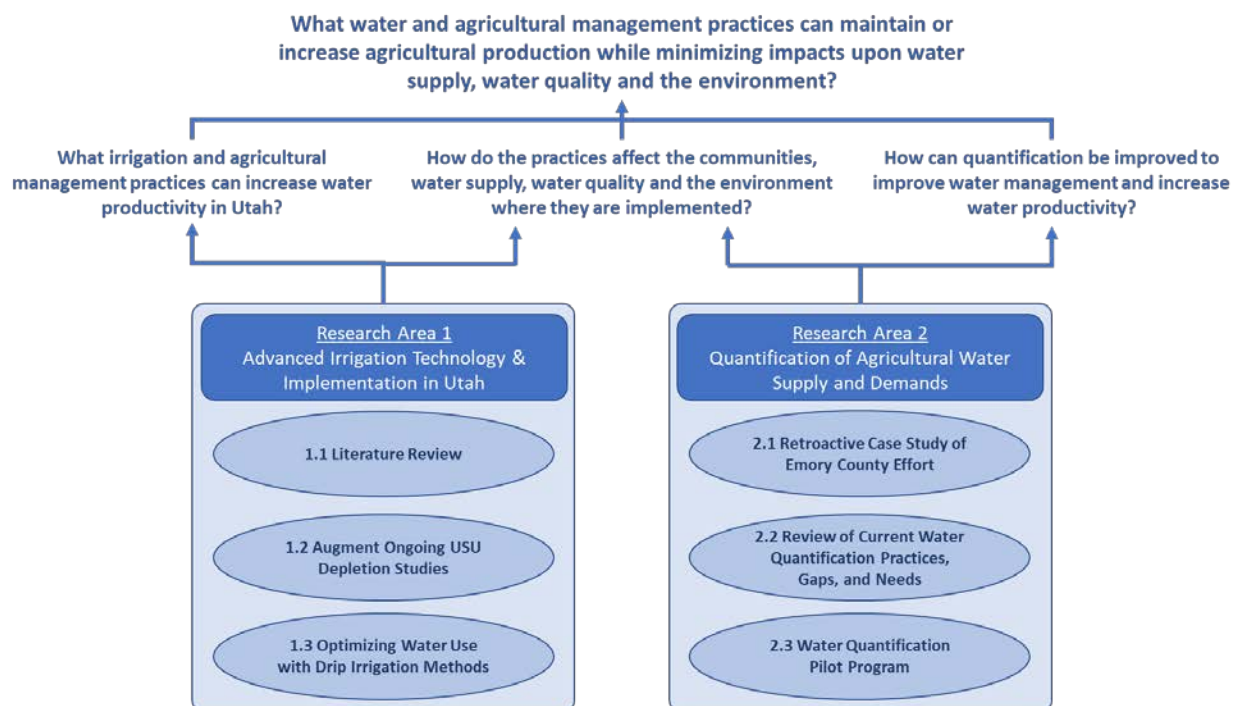 What water and agricultural management practices can maintain or
increase agricultural production while minimizing impacts upon water
supply, water quality and the environment?
What irrigation and agricultural
management practices can increase water
productivity in Utah?
How do the practices affect the communities,
water supply, water quality and the environment
where they are implemented?
How can quantification be improved to
improve water management and increase
water productivity?
Research Area 1
Advanced Irrigation Technology &
Implementation in Utah
1.1 Literature Review
1.2 Augment Ongoing USU
Depletion Studies
1.3 Optimizing Water Use
with Drip Irrigation Methods
Research Area 2
Quantification of Agricultural Water
Supply and Demands
2.1 Retroactive Case Study of
Emory County Effort
2.2 Review of Current Water
Quantification Practices,
Gaps, and Needs
2.3 Water Quantification
Pilot Program